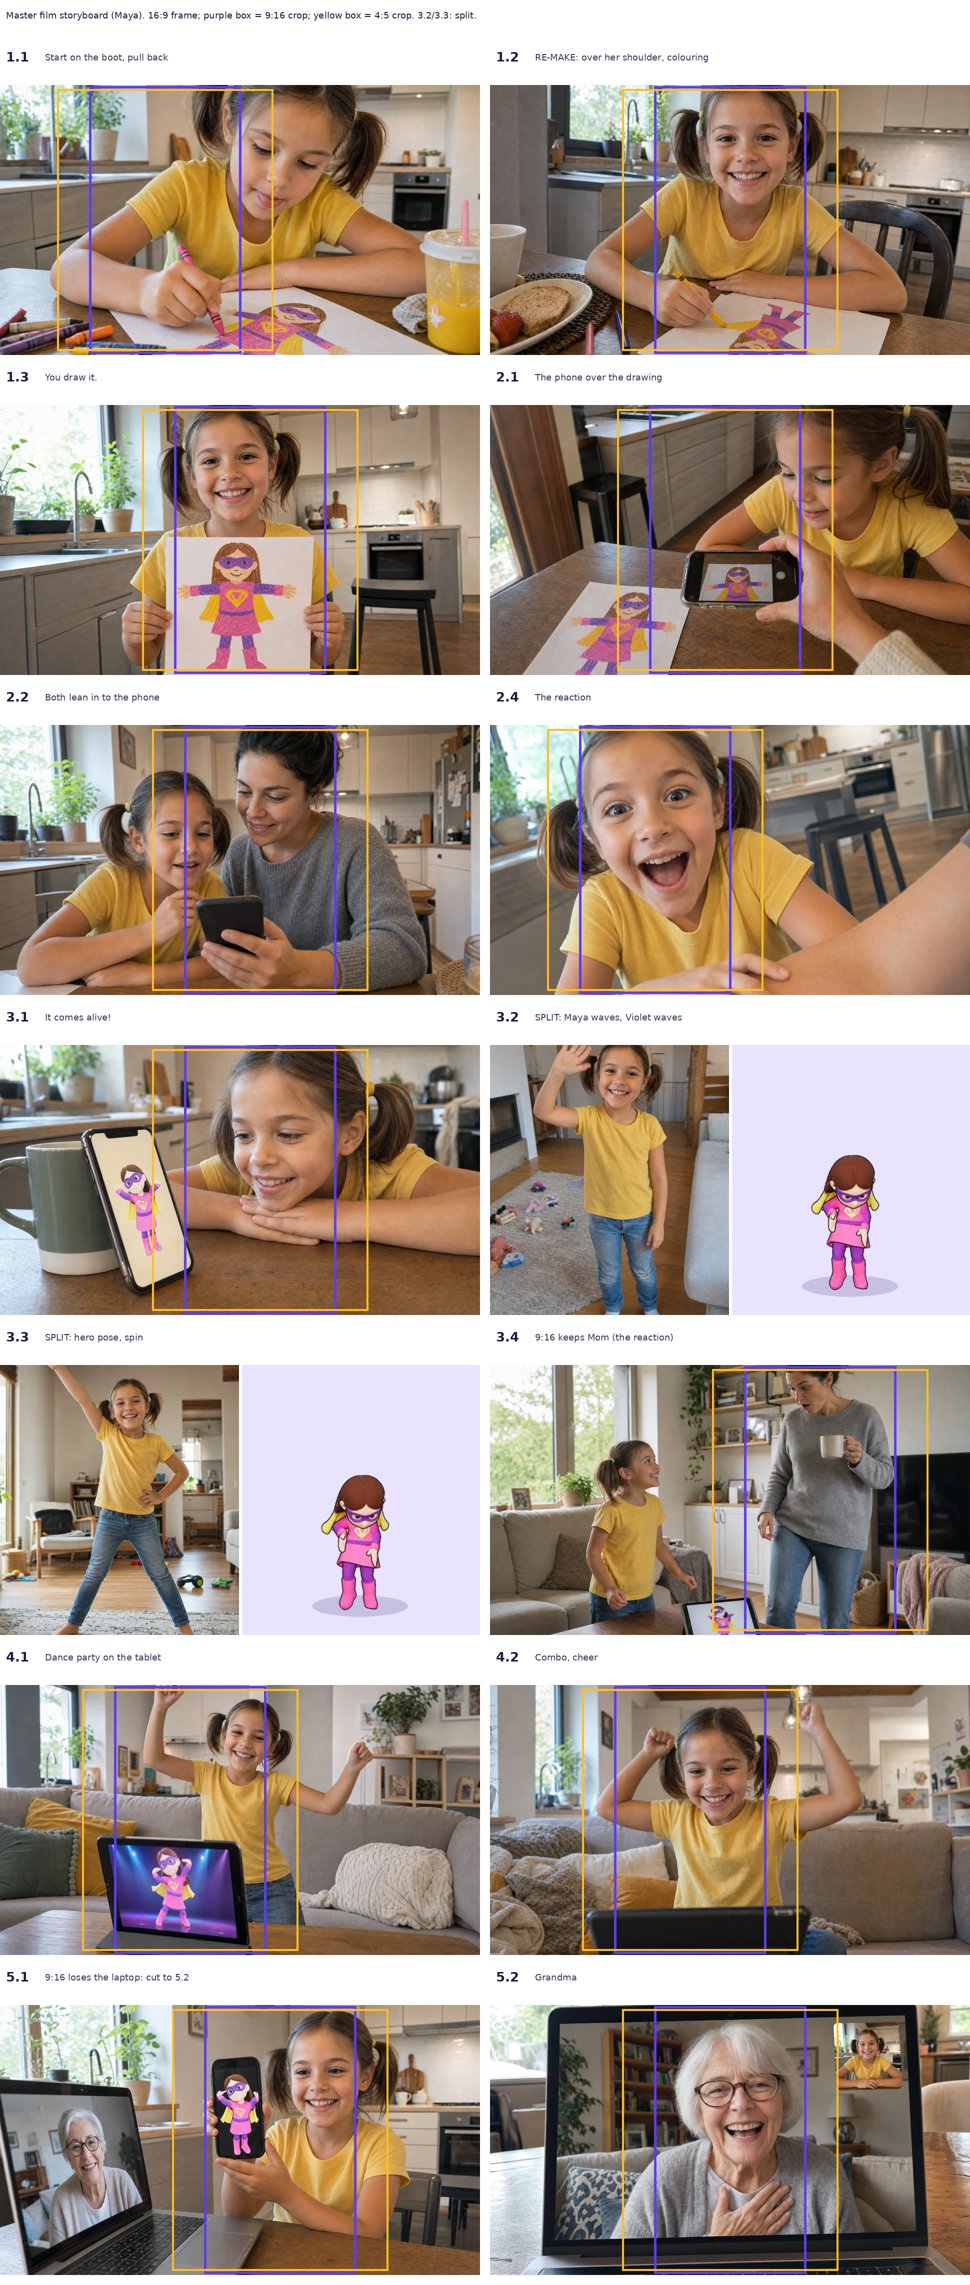 Master film storyboard (Maya). 16:9 frame; purple box = 9:16 crop; yellow box = 4:5 crop. 3.2/3.3: split.
1.1 Start on the boot, pull back
1.2 RE-MAKE: over her shoulder, colouring
1.3 You draw it.
2.1 The phone over the drawing
2.2 Both lean in to the phone
2.4 The reaction
3.1 It comes alive!
3.2 SPLIT: Maya waves, Violet waves
3.3 SPLIT: hero pose, spin
3.4 9:16 keeps Mom (the reaction)
4.1 Dance party on the tablet
4.2 Combo, cheer
5.1 9:16 loses the laptop: cut to 5.2
5.2 Grandma